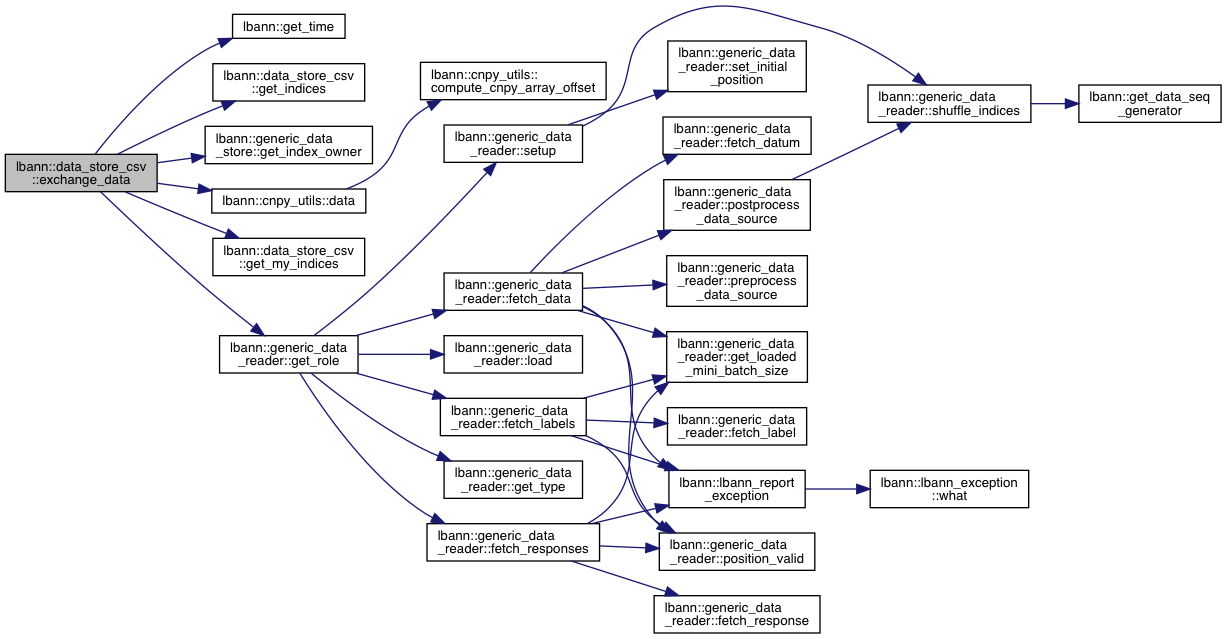 lbann::data_store_csv
::exchange_data
lbann::get_time
lbann::data_store_csv
::get_indices
lbann::generic_data
_store::get_index_owner
lbann::cnpy_utils::data
lbann::data_store_csv
::get_my_indices
lbann::generic_data
_reader::get_role
lbann::cnpy_utils::
compute_cnpy_array_offset
lbann::generic_data
_reader::setup
lbann::generic_data
_reader::fetch_data
lbann::generic_data
_reader::load
lbann::generic_data
_reader::fetch_labels
lbann::generic_data
_reader::get_type
lbann::generic_data
_reader::fetch_responses
lbann::generic_data
_reader::set_initial
_position
lbann::generic_data
_reader::fetch_datum
lbann::generic_data
_reader::postprocess
_data_source
lbann::generic_data
_reader::preprocess
_data_source
lbann::generic_data
_reader::get_loaded
_mini_batch_size
lbann::generic_data
_reader::fetch_label
lbann::lbann_report
_exception
lbann::generic_data
_reader::position_valid
lbann::generic_data
_reader::fetch_response
lbann::generic_data
_reader::shuffle_indices
lbann::lbann_exception
::what
lbann::get_data_seq
_generator